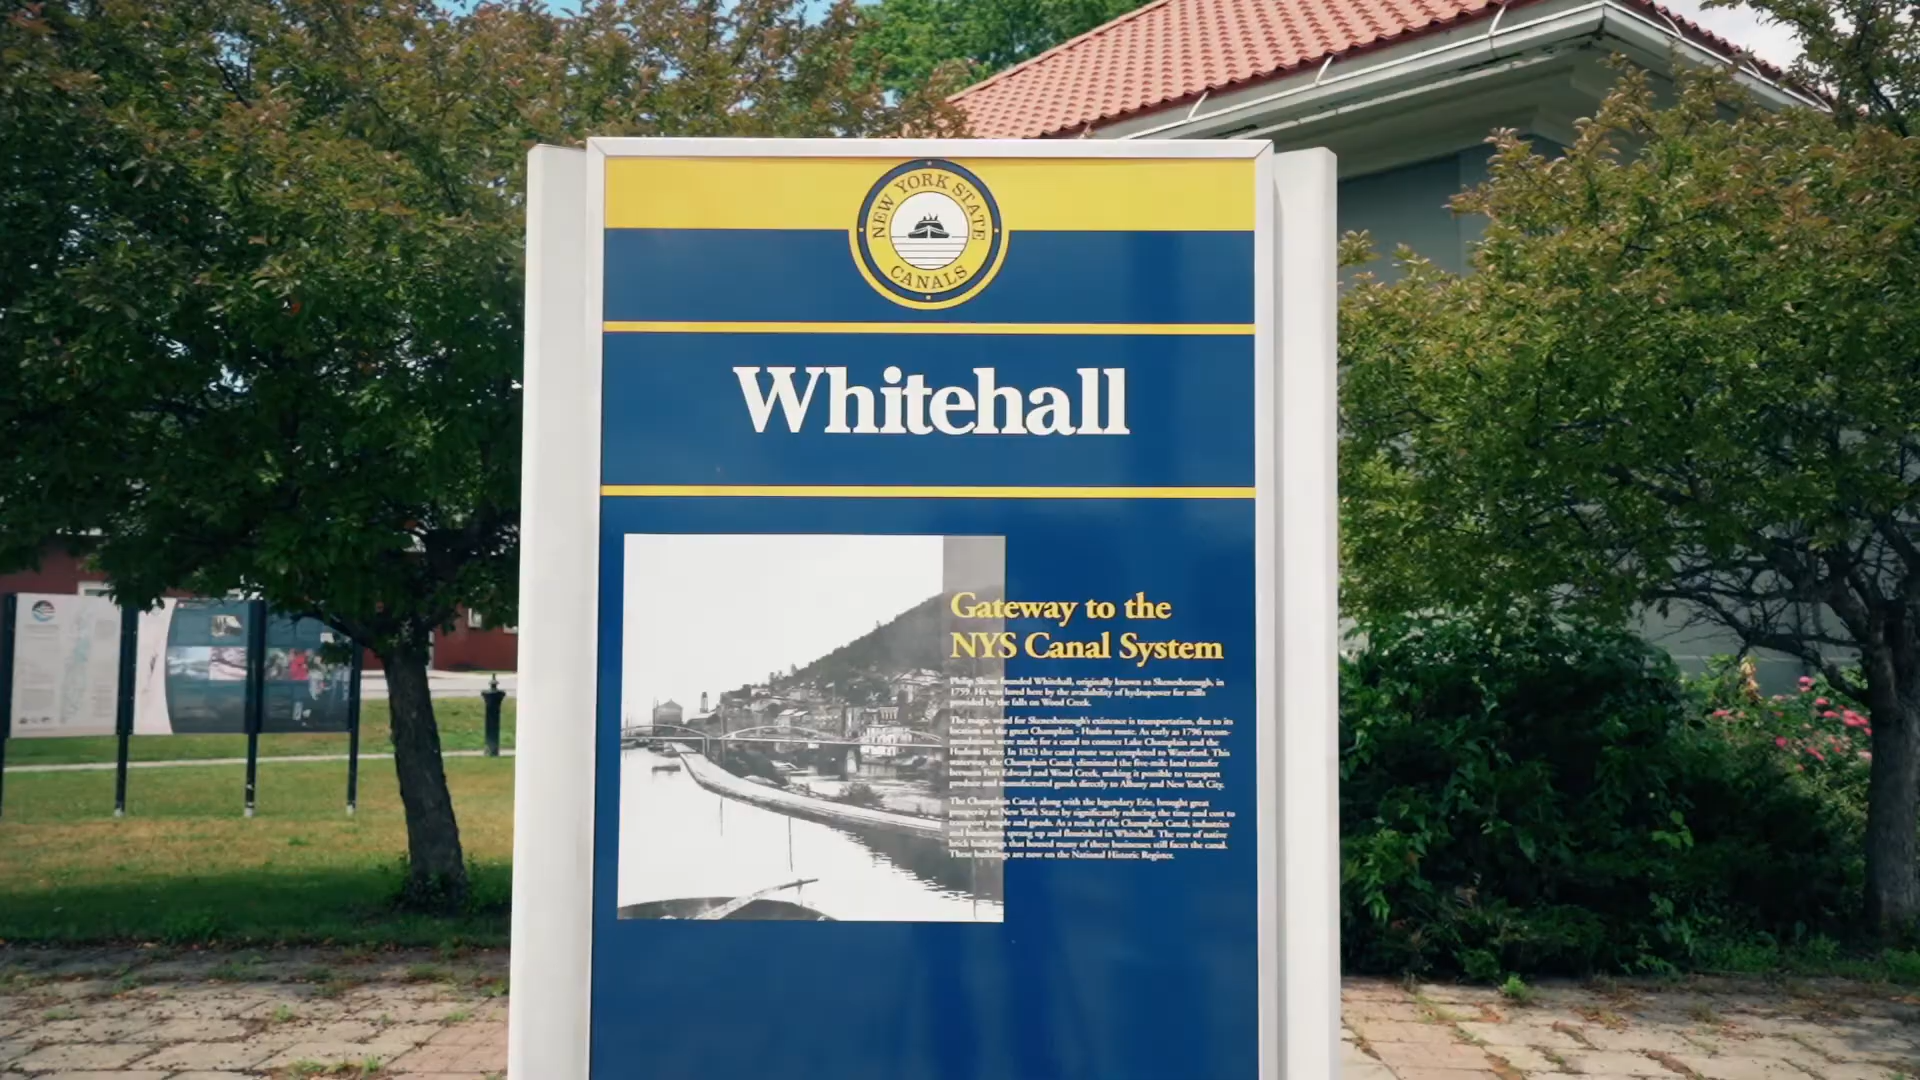 NEW YORK STATE
CANALS
Whitehall
Gateway to the
NYS Canal System
Philip Skene founded Whitehall, originally known as Skenesborough, in
1759. He was lured here by the availability of hydropower for mills
provided by the falls on Wood Creek.
The magic word for Skenesborough's existence is transportation, due to its
location on the great Champlain - Hudson route. As early as 1796 recom-
were made for a canal to connect Lake Champlain and the
Hudson River. In 1823 the canal route was completed to Waterford. This
waterway, the Champlain Canal, eliminated the five-mile land transfer
between Fort Edward and Wood Creek, making it possible to transport
produce and manufactured goods directly to Albany and New York City.
The Champlain Canal, along with the legendary Erie, brought great
prosperity to New York State by significantly reducing the time and cost to
transport people and goods. As a result of the Champlain Canal, industries
and businesses sprang up and flourished in Whitehall. The row of native
brick buildings that housed many of these businesses still faces the canal.
These buildings are now on the National Historic Register.